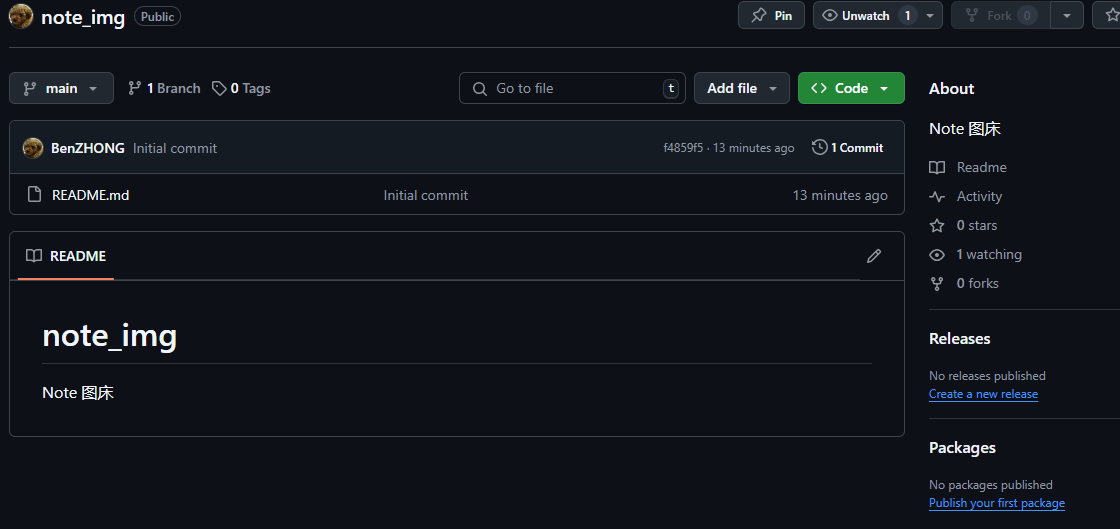 note_img Public Pin Unwatch 1 Fork 0
main 1 Branch 0 Tags Go to file t Add file Code
BenZHONG Initial commit f4859f5 · 13 minutes ago 1 Commit
README.md Initial commit 13 minutes ago
README
note_img
Note 图床
About
Note 图床
Readme
Activity
0 stars
1 watching
0 forks
Releases
No releases published
Create a new release
Packages
No packages published
Publish your first package